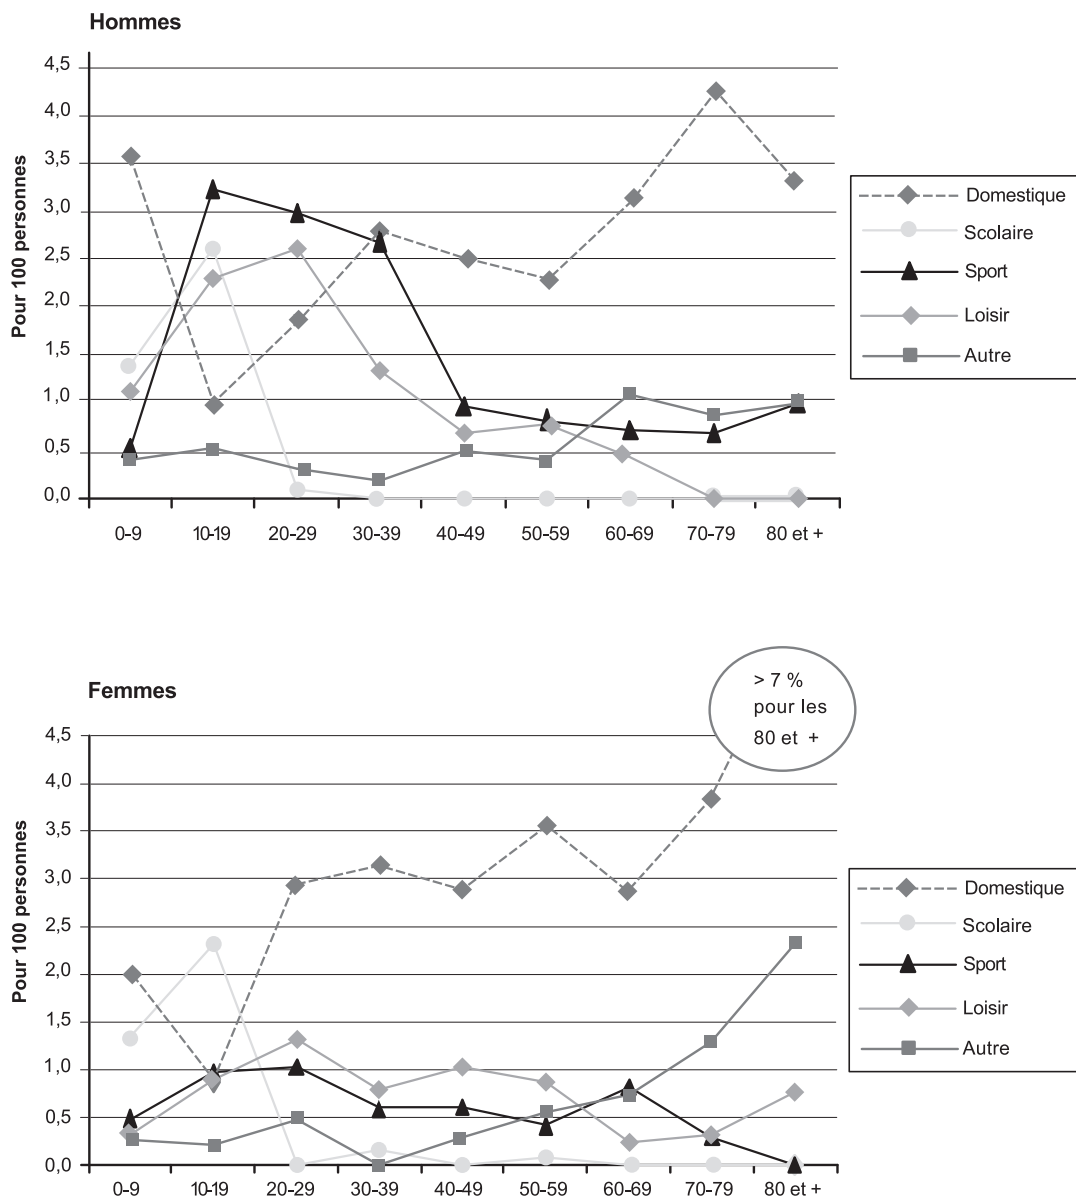 Hommes
Pour 100 personnes
4,5
4,0
3,5
3,0
2,5
2,0
1,5
1,0
0,5
0,0
0-9 10-19 20-29 30-39 40-49 50-59 60-69 70-79 80 et +
Domestique
Scolaire
Sport
Loisir
Autre
Femmes
> 7 %
pour les
80 et +
Pour 100 personnes
4,5
4,0
3,5
3,0
2,5
2,0
1,5
1,0
0,5
0,0
0-9 10-19 20-29 30-39 40-49 50-59 60-69 70-79 80 et +
Domestique
Scolaire
Sport
Loisir
Autre